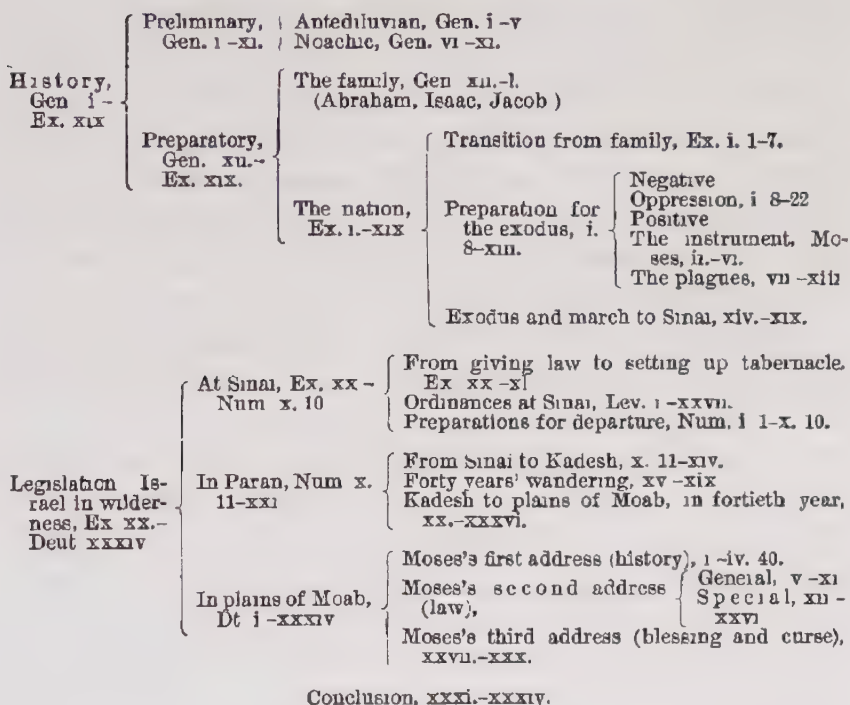 Preliminary,
Gen. i-xi.
Antediluvian, Gen. i-v
Noachic, Gen. vi-xi.
History,
Gen i-
Ex. xix
The family, Gen xii.-l.
(Abraham, Isaac, Jacob)
Preparatory,
Gen. xii.-
Ex. xix.
Transition from family, Ex. i. 1-7.
The nation,
Ex. i.-xix
Preparation for
the exodus, i.
8-xiii.
Negative
Oppression, i 8-22
Positive
The instrument, Mo-
ses, ii.-vi.
The plagues, vii-xiii
Exodus and march to Sinai, xiv.-xix.
At Sinai, Ex. xx-
Num x. 10
From giving law to setting up tabernacle.
Ex xx-xl
Ordinances at Sinai, Lev. i-xxvii.
Preparations for departure, Num. i 1-x. 10.
Legislation Is-
rael in wilder-
ness, Ex xx.-
Deut xxxiv
In Paran, Num x.
11-xxi
From Sinai to Kadesh, x. 11-xiv.
Forty years' wandering, xv-xix
Kadesh to plains of Moab, in fortieth year,
xx.-xxxvi.
In plains of Moab,
Dt i-xxxiv
Moses's first address (history), i-iv. 40.
Moses's second address
(law),
General, v-xi
Special, xii-
xxvi
Moses's third address (blessing and curse),
xxvii.-xxx.
Conclusion, xxxi.-xxxiv.